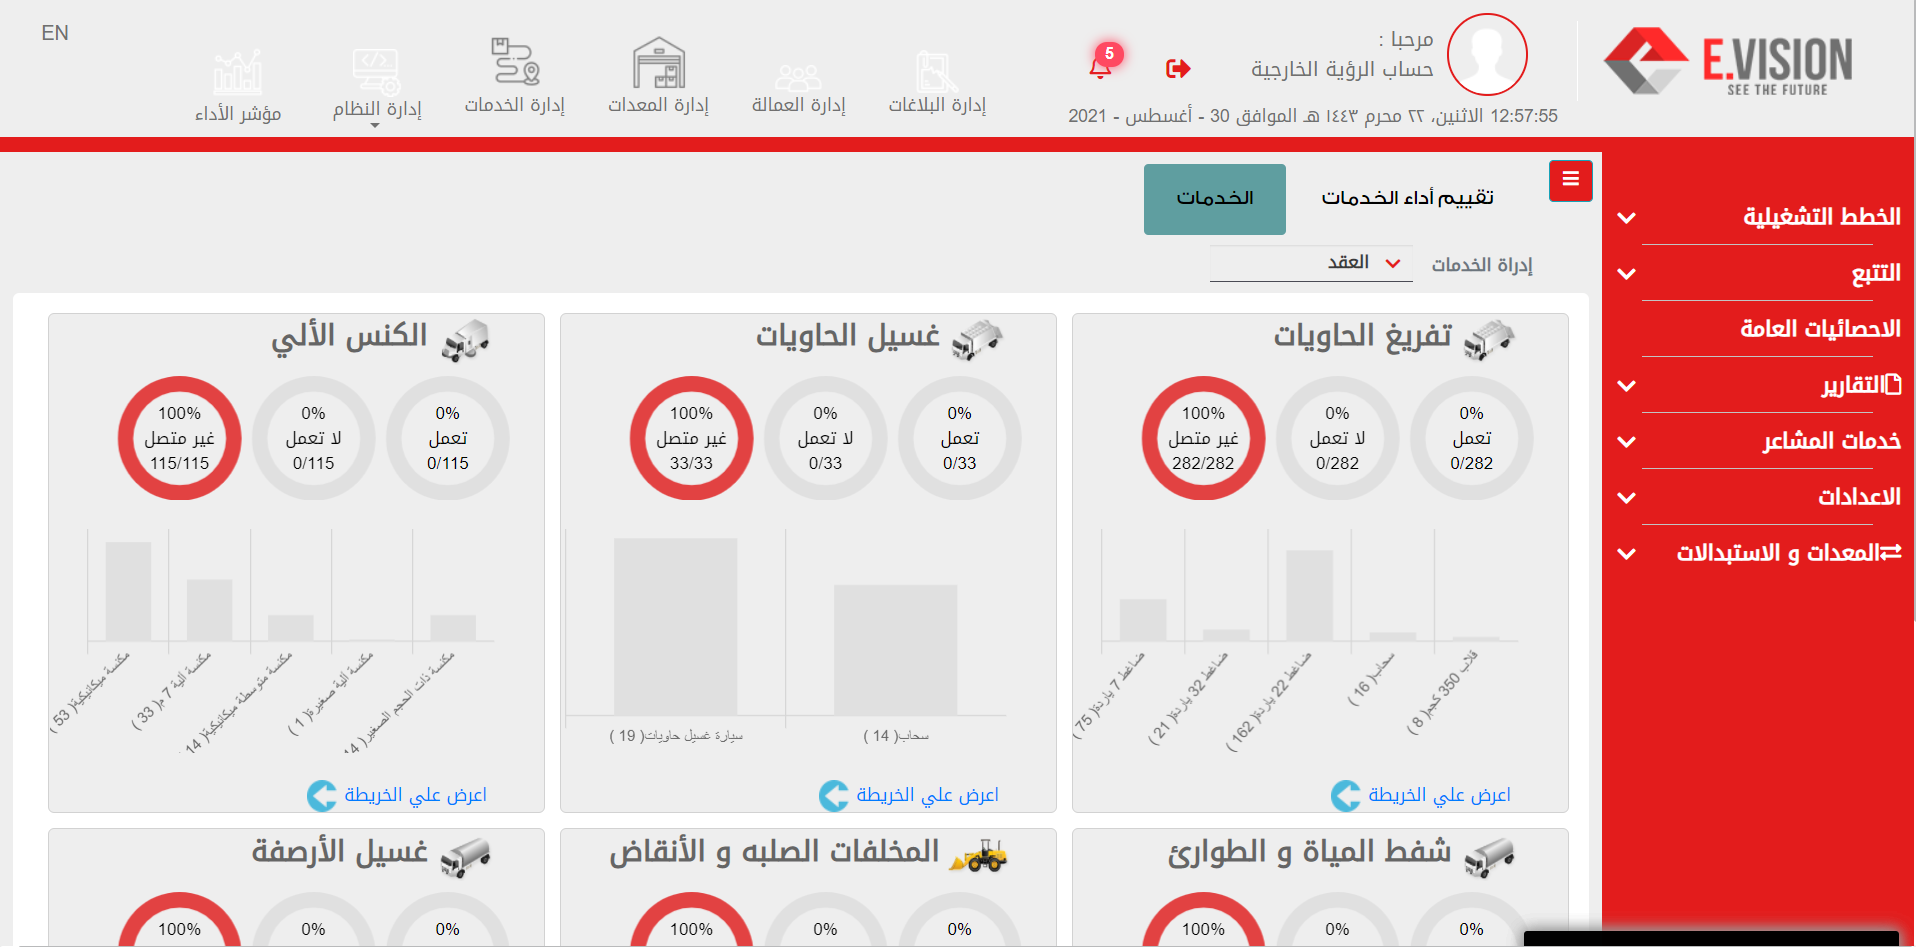 E.VISION
SEE THE FUTURE
مرحبا :
حساب الرؤية الخارجية
12:57:55 الاثنين، ٢٢ محرم ١٤٤٣ هـ الموافق 30 - أغسطس - 2021
5
إدارة البلاغات
إدارة العمالة
إدارة المعدات
إدارة الخدمات
إدارة النظام
مؤشر الأداء
EN
الخطط التشغيلية
التتبع
الاحصائيات العامة
التقارير
خدمات المشاعر
الاعدادات
المعدات و الاستبدالات
تقييم أداء الخدمات
الخدمات
إدراة الخدمات
العقد
تفريغ الحاويات
0%
تعمل
0/282
0%
لا تعمل
0/282
100%
غير متصل
282/282
قلاب 350 كجم( 8 )
سحاب( 16 )
ضاغط 22 ياردة( 162 )
ضاغط 32 ياردة( 21 )
ضاغط 7 ياردة( 75 )
اعرض علي الخريطة
غسيل الحاويات
0%
تعمل
0/33
0%
لا تعمل
0/33
100%
غير متصل
33/33
سحاب( 14 )
سيارة غسيل حاويات( 19 )
اعرض علي الخريطة
الكنس الألي
0%
تعمل
0/115
0%
لا تعمل
0/115
100%
غير متصل
115/115
مكنسة ذات الحجم الصغير( 14
مكنسة آلية صغيرة( 1 )
مكنسة متوسطة ميكانيكية( 14
مكنسة آلية 7 م( 33 )
مكنسة ميكانيكية( 53 )
اعرض علي الخريطة
شفط المياة و الطوارئ
0%
0%
100%
المخلفات الصلبه و الأنقاض
0%
0%
100%
غسيل الأرصفة
0%
0%
100%